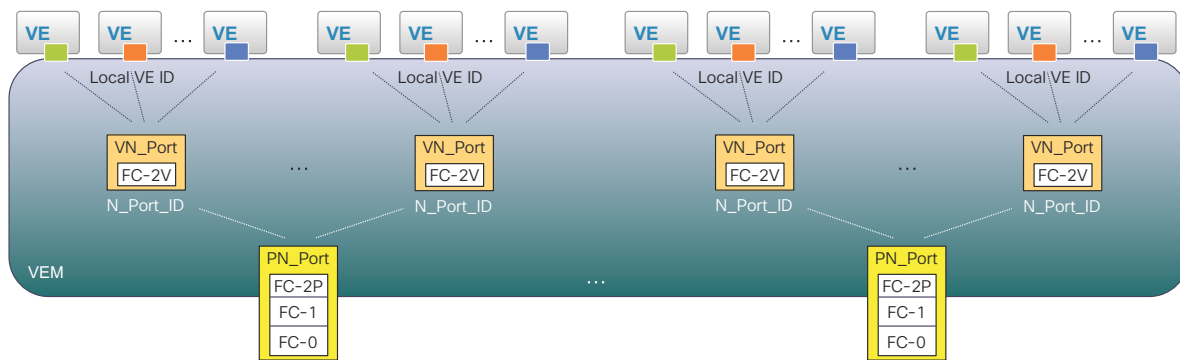 VE VE … VE VE VE … VE VE VE … VE VE VE … VE
Local VE ID Local VE ID Local VE ID Local VE ID
VN_Port VN_Port VN_Port VN_Port
FC-2V … FC-2V FC-2V … FC-2V
N_Port_ID N_Port_ID N_Port_ID N_Port_ID
PN_Port PN_Port
VEM FC-2P … FC-2P
FC-1 FC-1
FC-0 FC-0